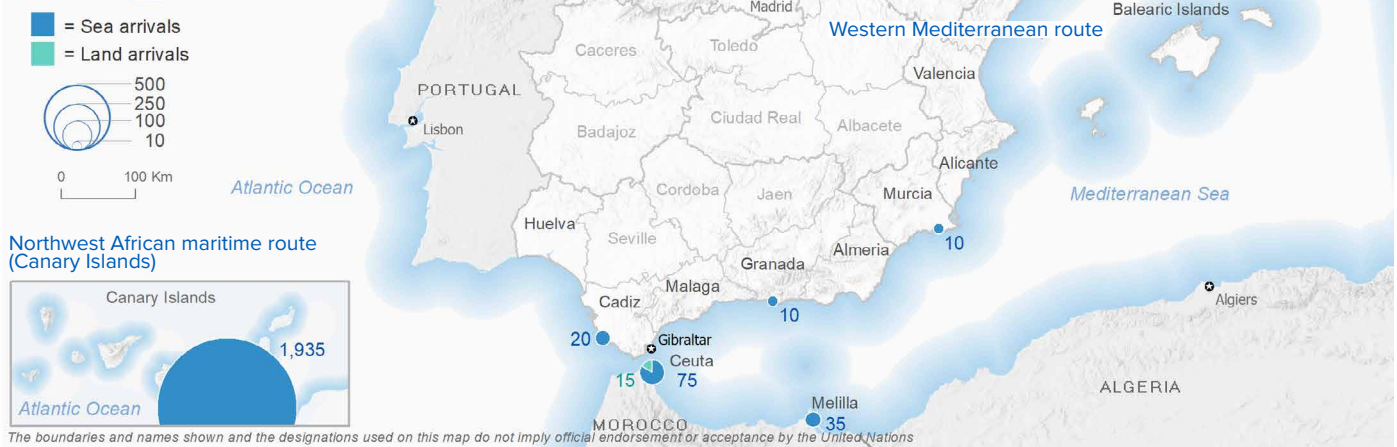 = Sea arrivals
= Land arrivals
500
250
100
10
0 100 Km
Madrid
Western Mediterranean route
Balearic Islands
Caceres
Toledo
Valencia
PORTUGAL
Lisbon
Badajoz
Ciudad Real
Albacete
Alicante
Atlantic Ocean
Cordoba
Jaen
Murcia
Mediterranean Sea
Huelva
Seville
Almeria
10
Granada
Malaga
Cadiz
10
Algiers
20
Gibraltar
Ceuta
15
75
ALGERIA
Melilla
35
MOROCCO
Northwest African maritime route
(Canary Islands)
Canary Islands
1,935
Atlantic Ocean
The boundaries and names shown and the designations used on this map do not imply official endorsement or acceptance by the United Nations